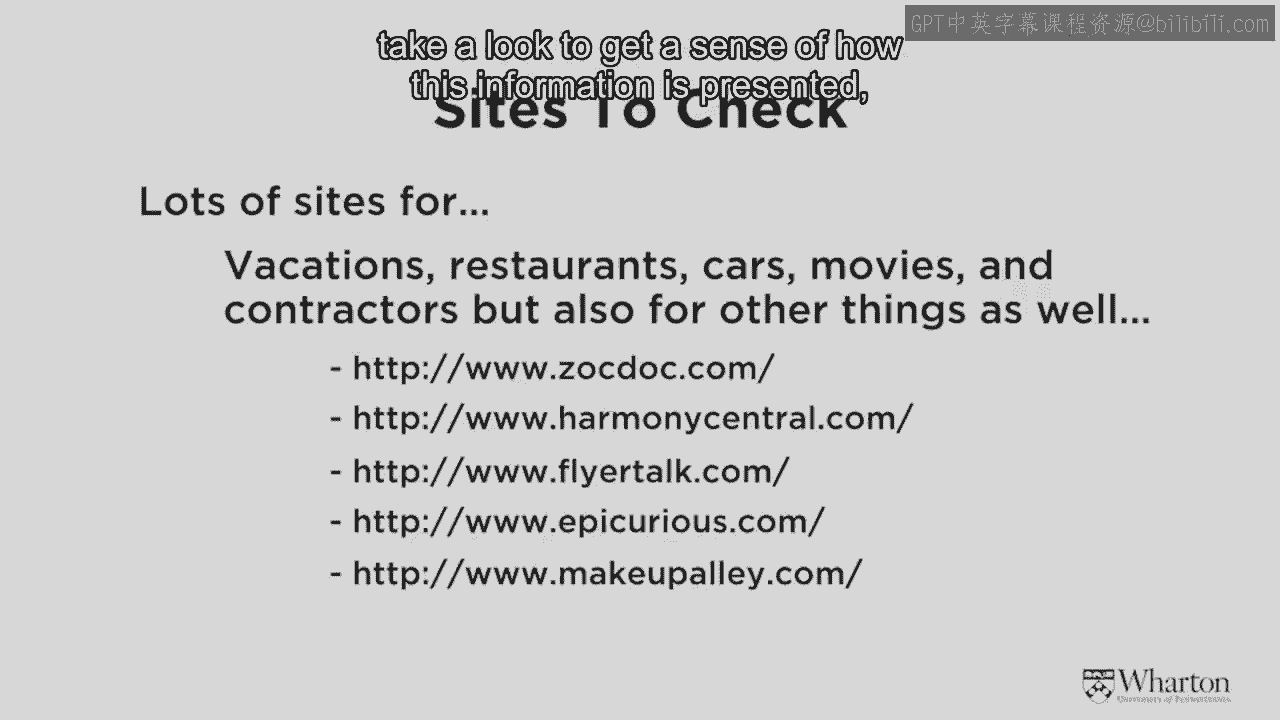 GPT中英字幕课程资源@bilibili.com
take a look to get a sense of how
this information is presented,
Sites To Check
Lots of sites for...
Vacations, restaurants, cars, movies, and
contractors but also for other things as well...
- http://www.zocdoc.com/
- http://www.harmonycentral.com/
- http://www.flyertalk.com/
- http://www.epicurious.com/
- http://www.makeupalley.com/
Wharton
University of Pennsylvania